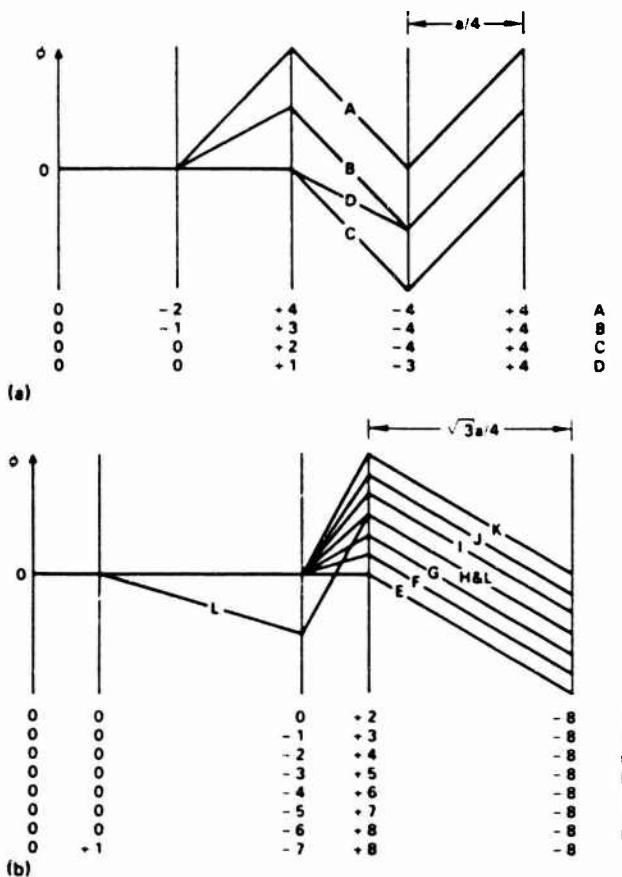 a/4
φ
A
B
D
C
0
0 -2 +4 -4 +4 A
0 -1 +3 -4 +4 B
0 0 +2 -4 +4 C
0 0 +1 -3 +4 D
(a)
√3a/4
φ
K
J
I
H&L
G
F
E
L
0
0 0 0 +2 -8
0 0 -1 +3 -8
0 0 -2 +4 -8
0 0 -3 +5 -8
0 0 -4 +6 -8
0 0 -5 +7 -8
0 0 -6 +8 -8
0 +1 -7 +8 -8
(b)